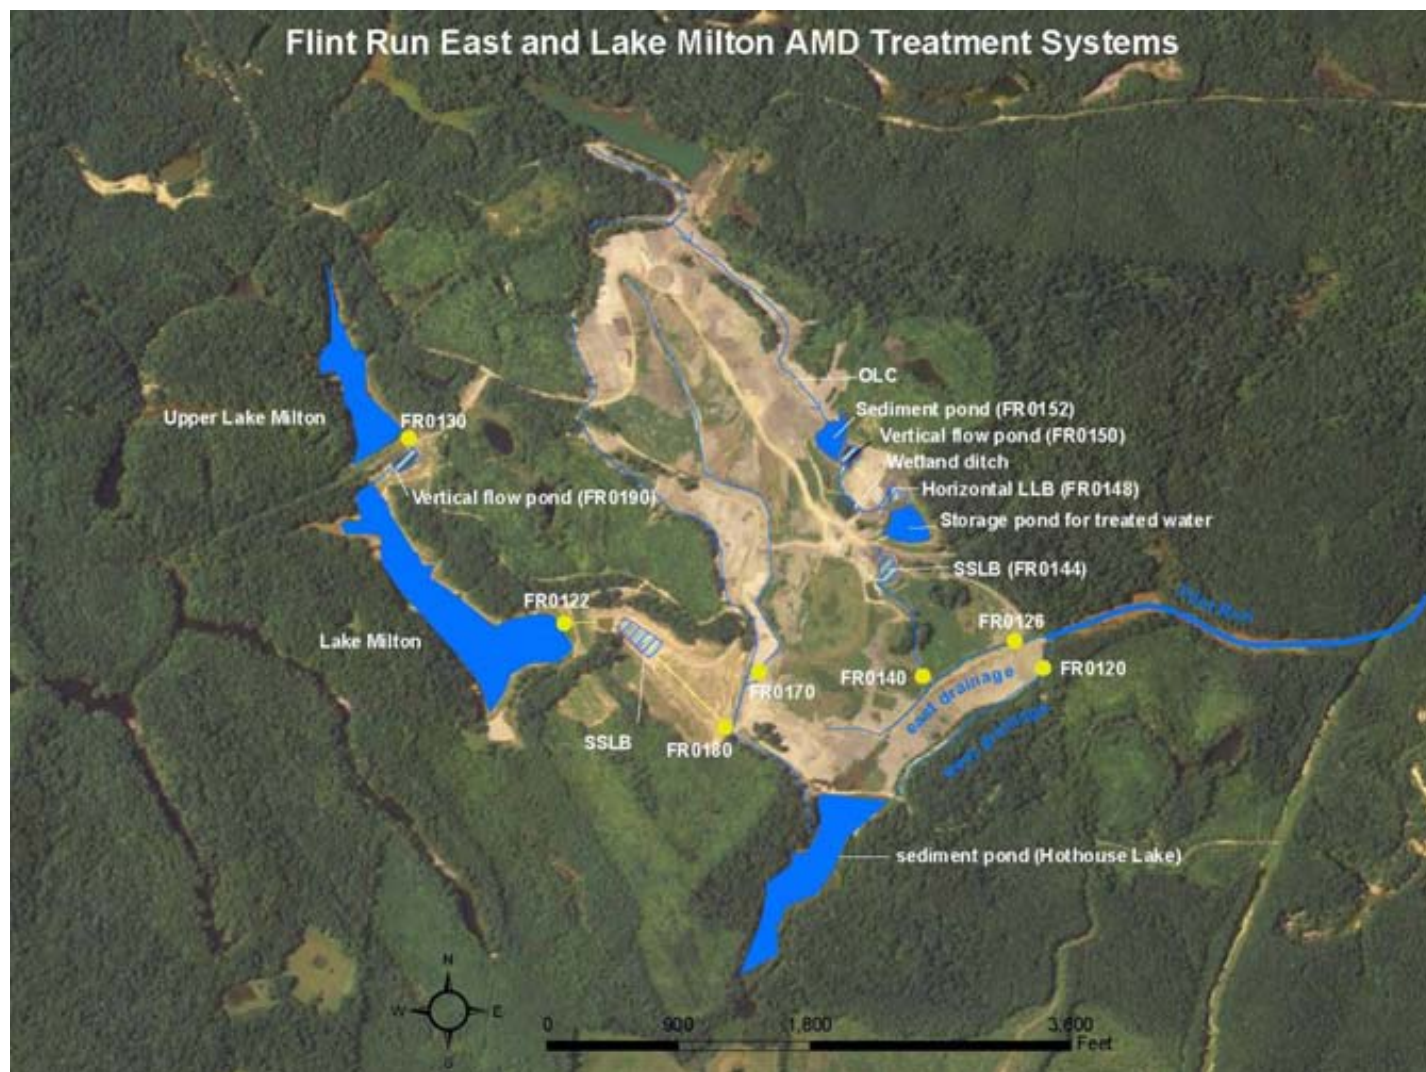 Flint Run East and Lake Milton AMD Treatment Systems
OLC
Sediment pond (FR0152)
Upper Lake Milton
FR0130
Vertical flow pond (FR0150)
Wetland ditch
Horizontal LLB (FR0148)
Vertical flow pond (FR0190)
Storage pond for treated water
SSLB (FR0144)
FR0122
Flint Run
FR0126
Lake Milton
FR0120
FR0140
FR0170
east drainage
west drainage
SSLB
FR0180
sediment pond (Hothouse Lake)
N
W
E
S
0 900 1,800 3,600
Feet